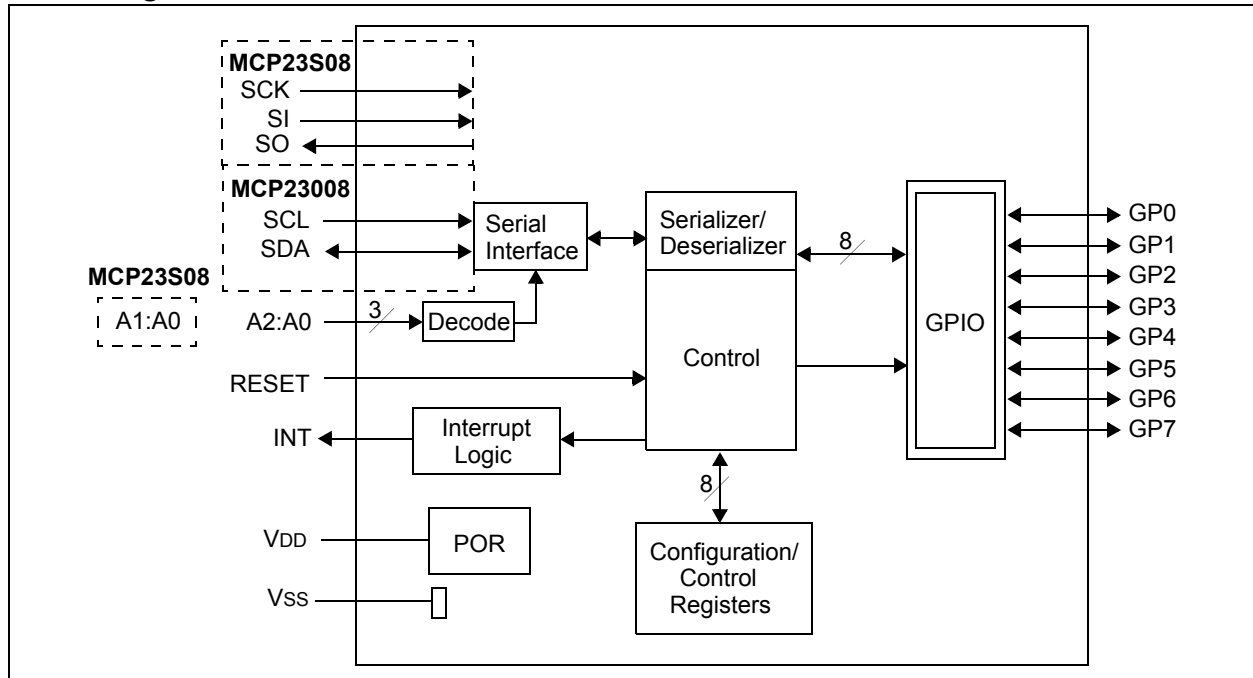 MCP23S08
SCK
SI
SO
MCP23008
SCL
SDA
Serial
Interface
Serializer/
Deserializer
8
GPIO
GP0
GP1
GP2
GP3
GP4
GP5
GP6
GP7
MCP23S08
A1:A0
A2:A0
3
Decode
Control
RESET
INT
Interrupt
Logic
8
VDD
POR
Configuration/
Control
Registers
VSS